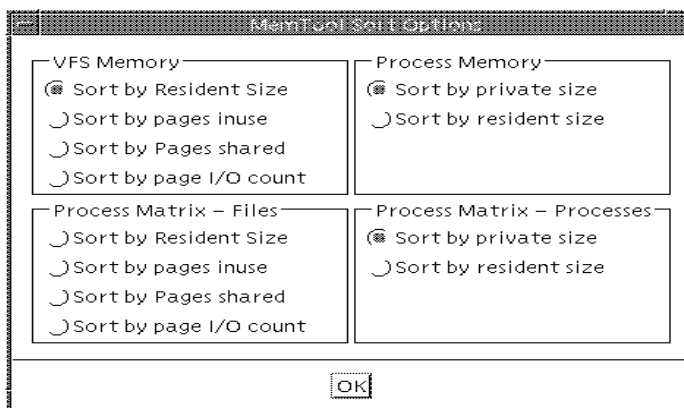 MemTool Sort Options
VFS Memory
Sort by Resident Size
Sort by pages inuse
Sort by Pages shared
Sort by page I/O count
Process Memory
Sort by private size
Sort by resident size
Process Matrix – Files
Sort by Resident Size
Sort by pages inuse
Sort by Pages shared
Sort by page I/O count
Process Matrix – Processes
Sort by private size
Sort by resident size
OK